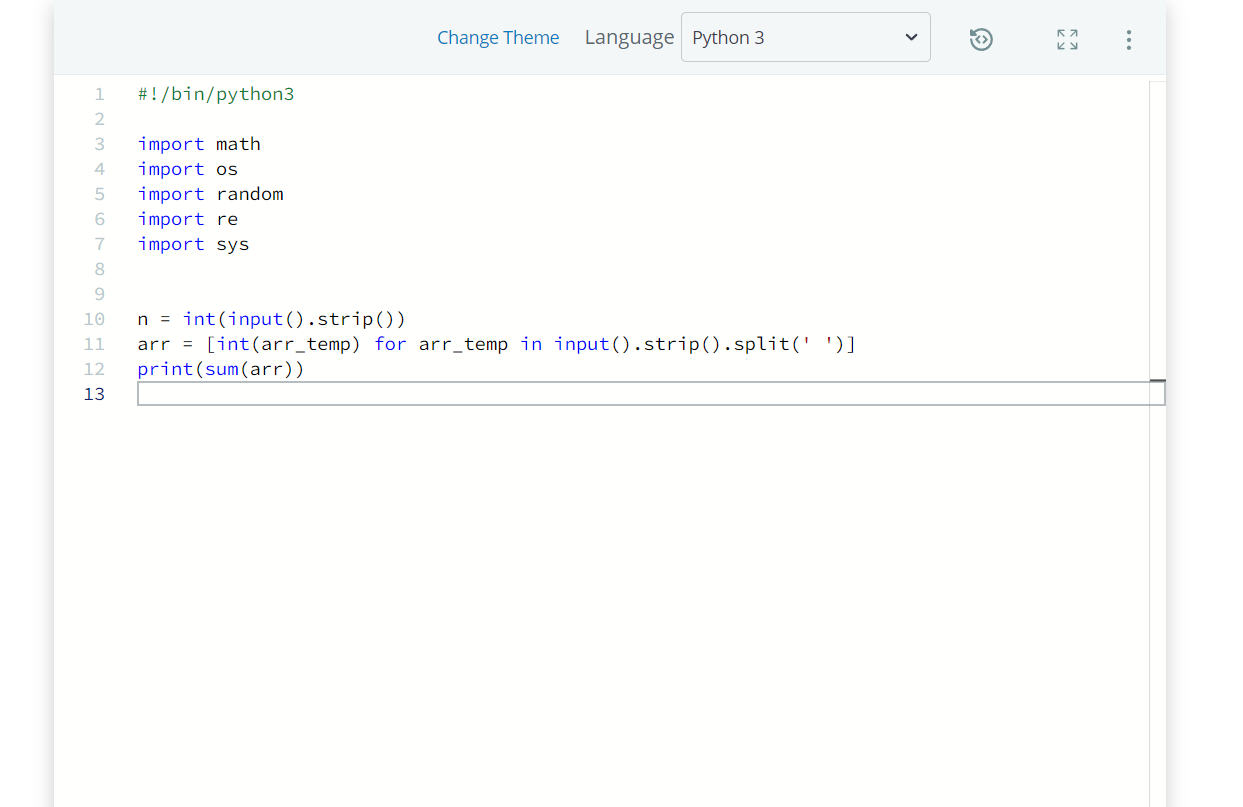 Change Theme Language Python 3
1 #!/bin/python3
2
3 import math
4 import os
5 import random
6 import re
7 import sys
8
9
10 n = int(input().strip())
11 arr = [int(arr_temp) for arr_temp in input().strip().split(' ')]
12 print(sum(arr))
13